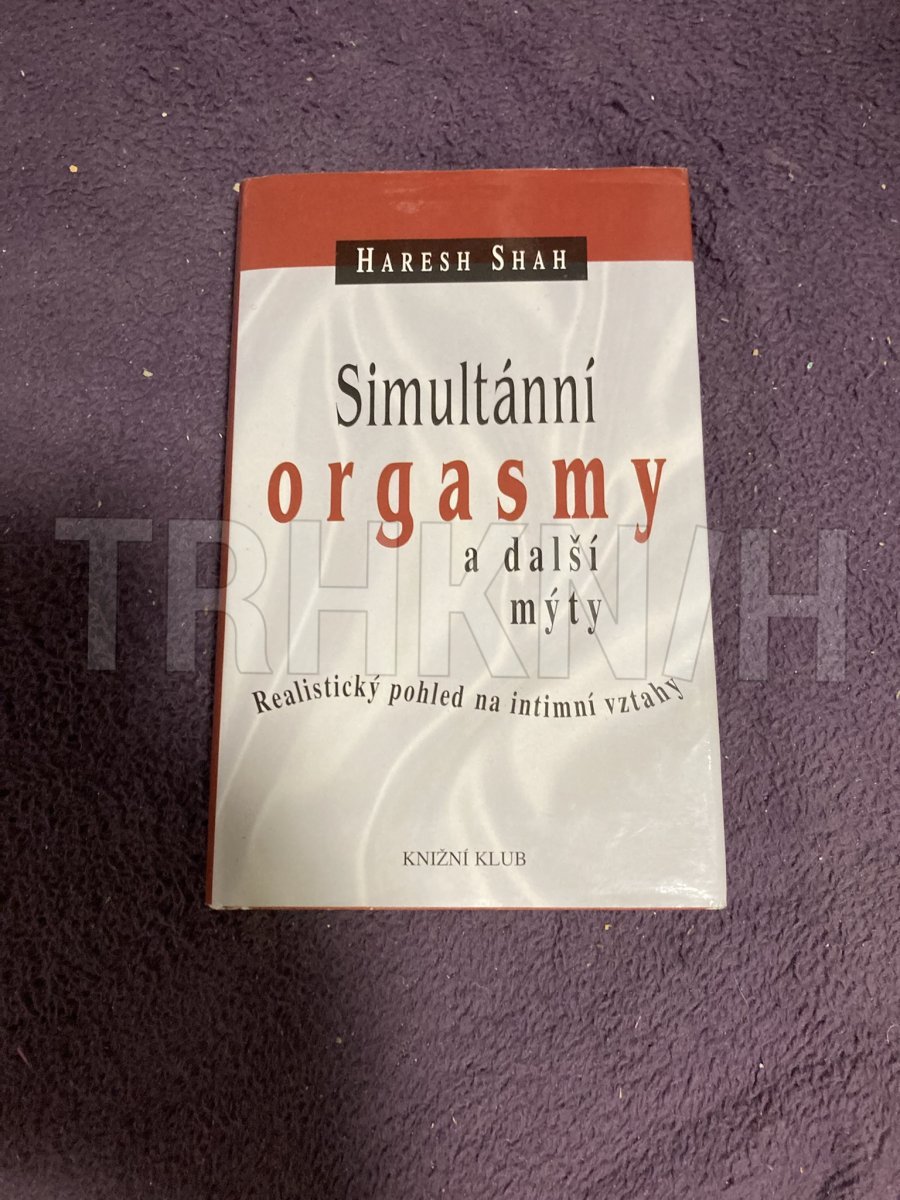 HARESH SHAH
Simultánní
orgasmy
a další
mýty
Realistický pohled na intimní vztahy
KNIŽNÍ KLUB
TRHKNIH